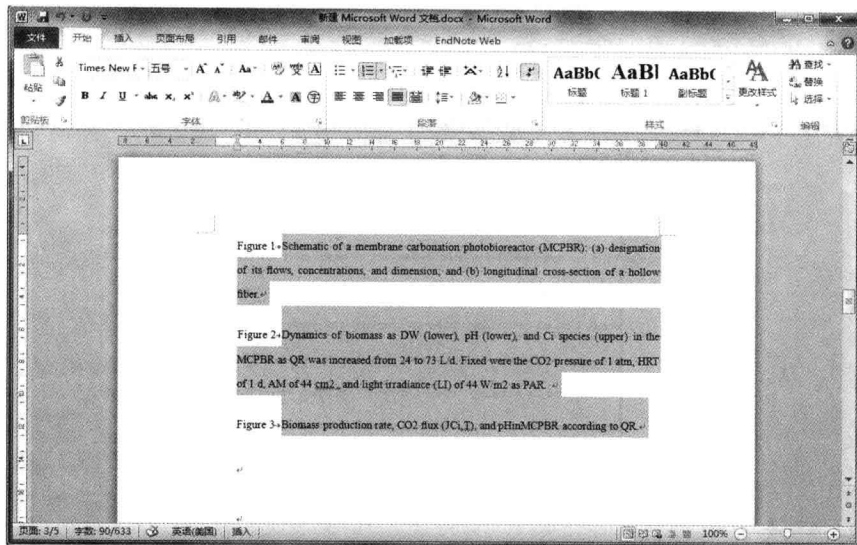 新建 Microsoft Word 文档.docx - Microsoft Word
文件 开始 插入 页面布局 引用 邮件 审阅 视图 加载项 EndNote Web
Times New F 五号
粘贴
AaBb( AaBl AaBb(
标题 标题 1 副标题 更改样式
查找
替换
选择
剪贴板 字体 段落 样式 编辑
Figure 1 Schematic of a membrane carbonation photobioreactor (MCPBR): (a) designation
of its flows, concentrations, and dimension; and (b) longitudinal cross-section of a hollow
fiber.
Figure 2 Dynamics of biomass as DW (lower), pH (lower), and Ci species (upper) in the
MCPBR as QR was increased from 24 to 73 L/d. Fixed were the CO2 pressure of 1 atm, HRT
of 1 d, AM of 44 cm2 , and light irradiance (LI) of 44 W m2 as PAR.
Figure 3 Biomass production rate, CO2 flux (JCi,T), and pHinMCPBR according to QR.
页面: 3/5 字数: 90/633 英语(美国) 插入 100%